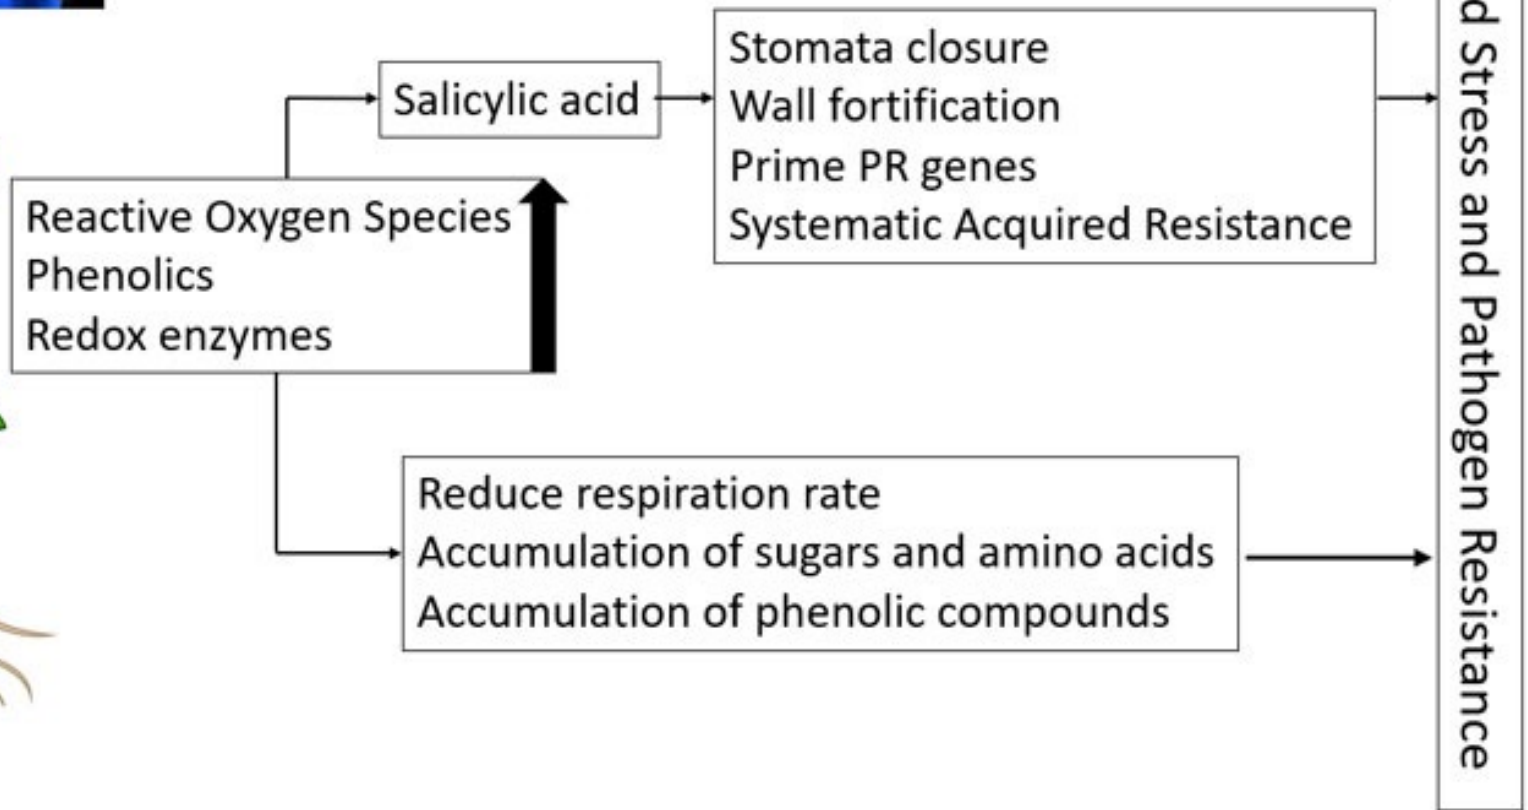 Salicylic acid
Stomata closure
Wall fortification
Prime PR genes
Systematic Acquired Resistance
Reactive Oxygen Species
Phenolics
Redox enzymes
Reduce respiration rate
Accumulation of sugars and amino acids
Accumulation of phenolic compounds
Stress and Pathogen Resistance